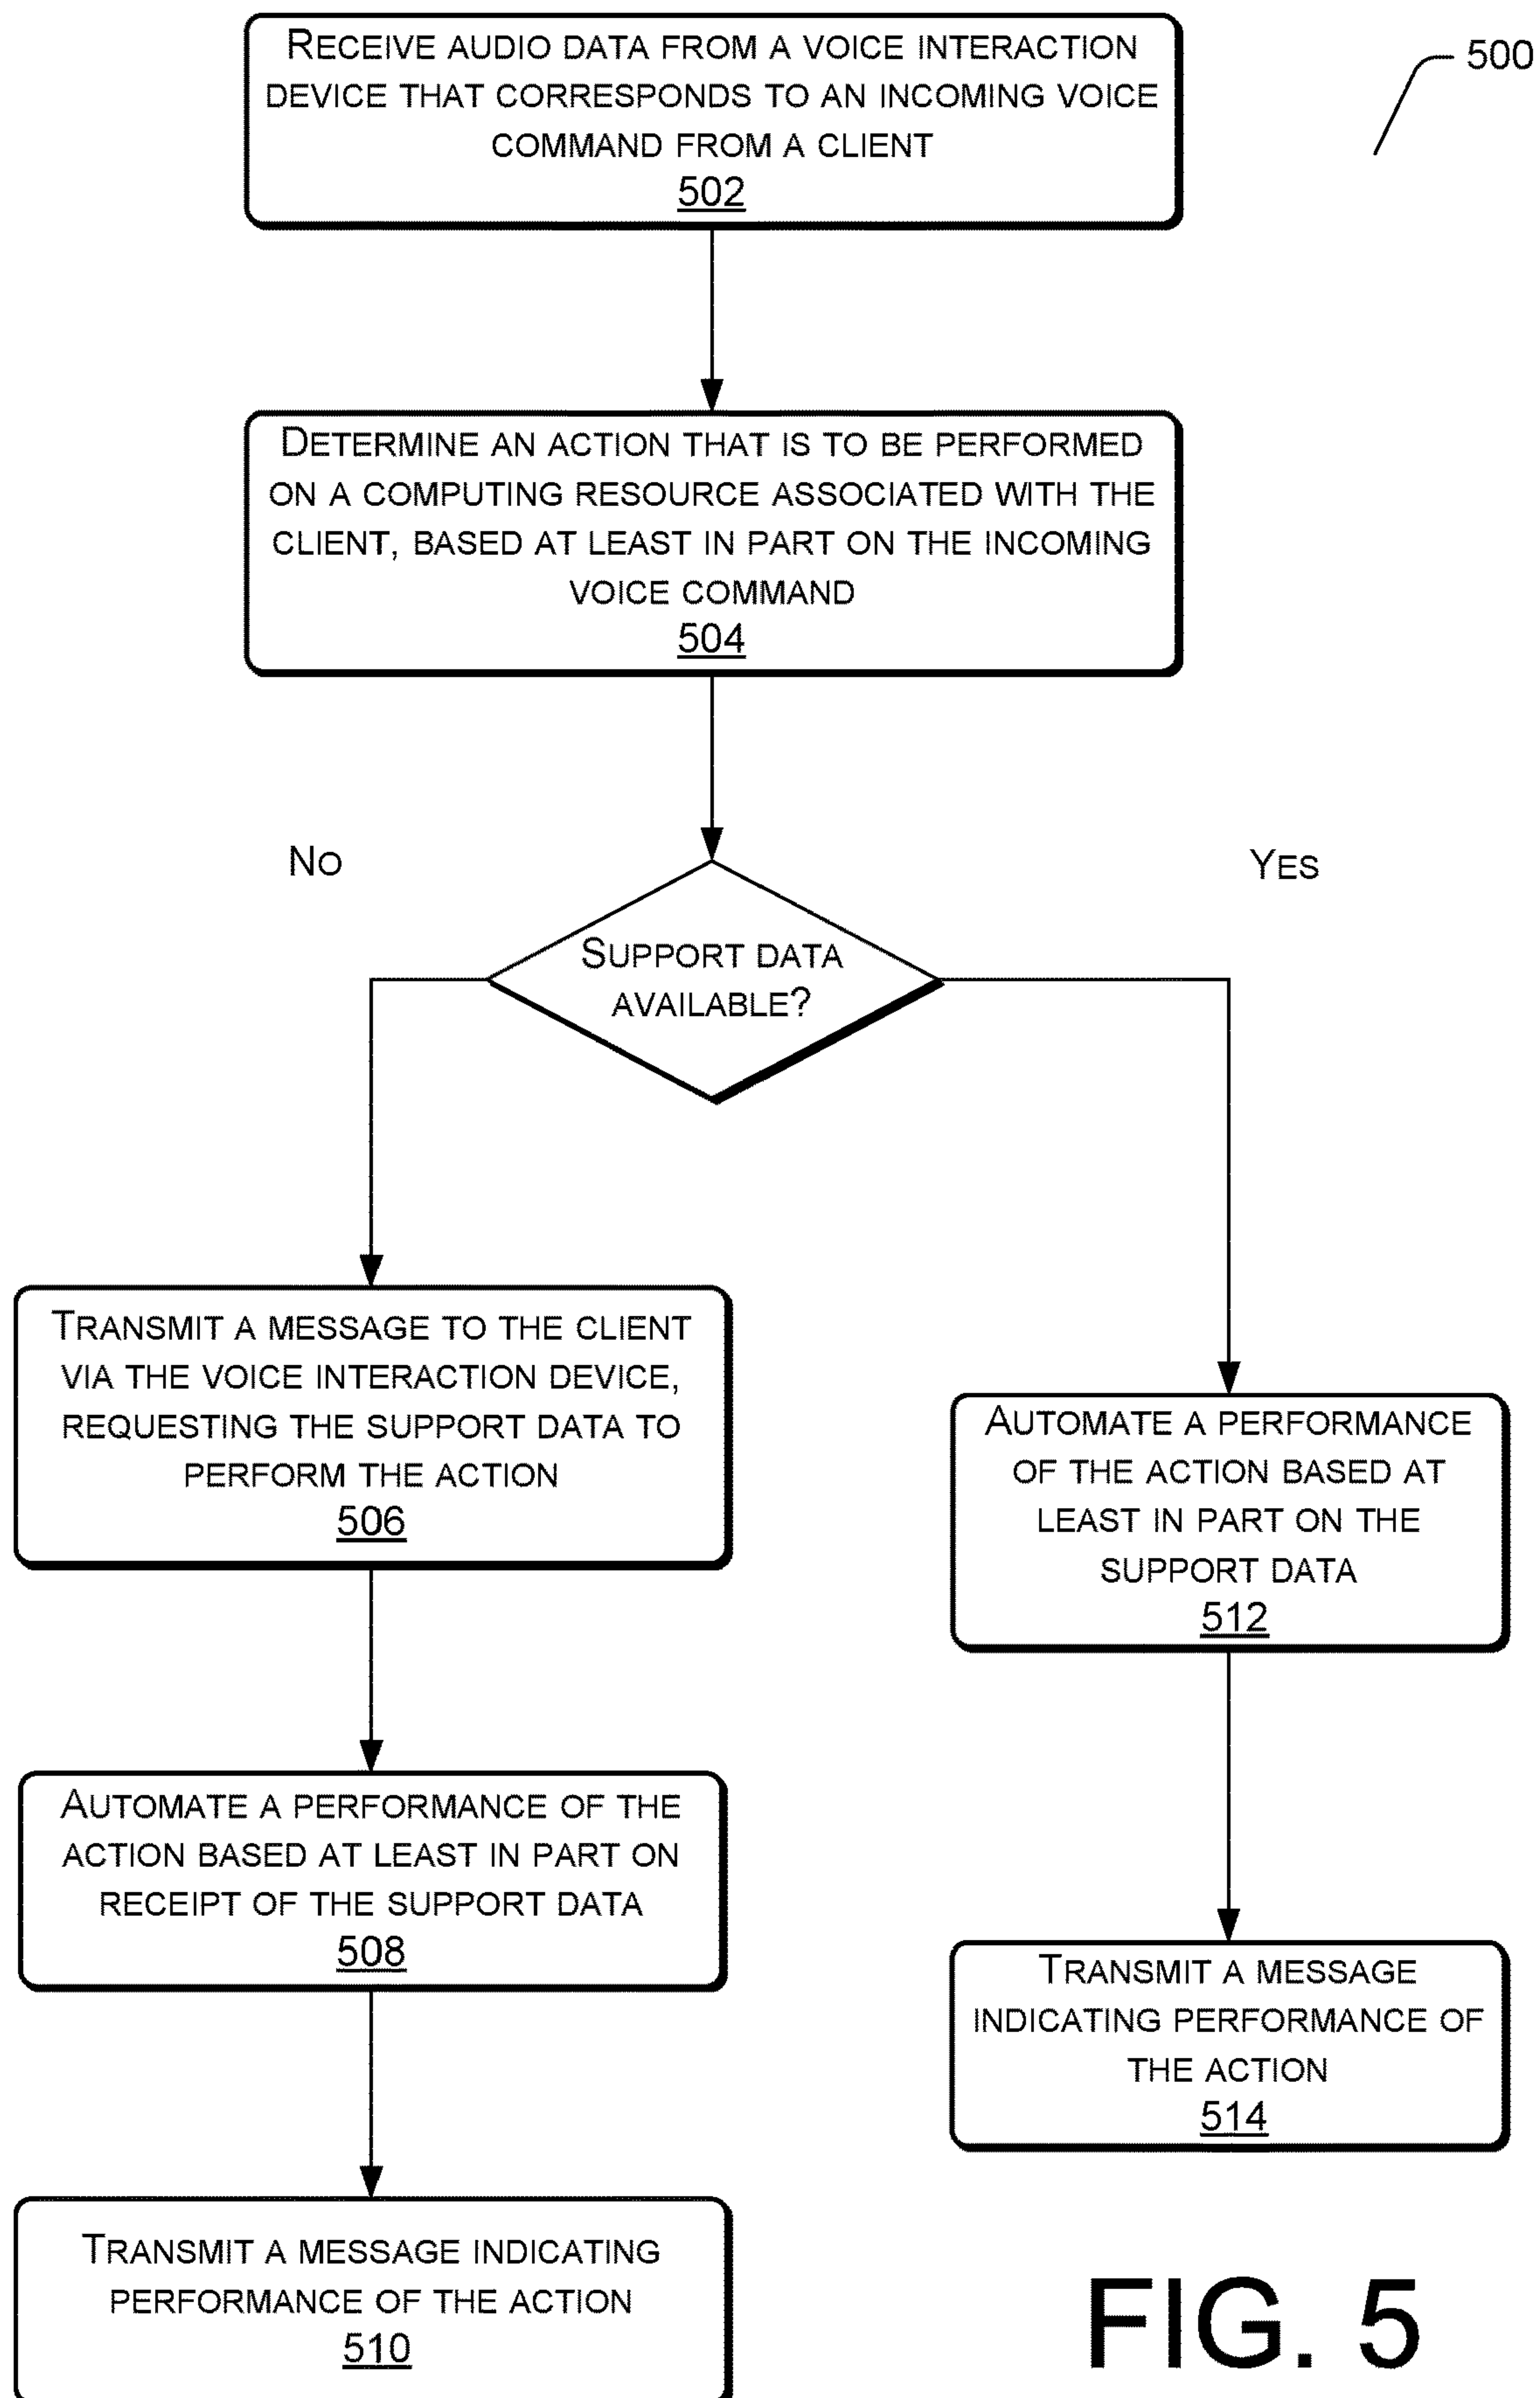 RECEIVE AUDIO DATA FROM A VOICE INTERACTION
DEVICE THAT CORRESPONDS TO AN INCOMING VOICE
COMMAND FROM A CLIENT
502
500
DETERMINE AN ACTION THAT IS TO BE PERFORMED
ON A COMPUTING RESOURCE ASSOCIATED WITH THE
CLIENT, BASED AT LEAST IN PART ON THE INCOMING
VOICE COMMAND
504
NO
YES
SUPPORT DATA
AVAILABLE?
TRANSMIT A MESSAGE TO THE CLIENT
VIA THE VOICE INTERACTION DEVICE,
REQUESTING THE SUPPORT DATA TO
PERFORM THE ACTION
506
AUTOMATE A PERFORMANCE
OF THE ACTION BASED AT
LEAST IN PART ON THE
SUPPORT DATA
512
AUTOMATE A PERFORMANCE OF THE
ACTION BASED AT LEAST IN PART ON
RECEIPT OF THE SUPPORT DATA
508
TRANSMIT A MESSAGE
INDICATING PERFORMANCE OF
THE ACTION
514
TRANSMIT A MESSAGE INDICATING
PERFORMANCE OF THE ACTION
510
FIG. 5